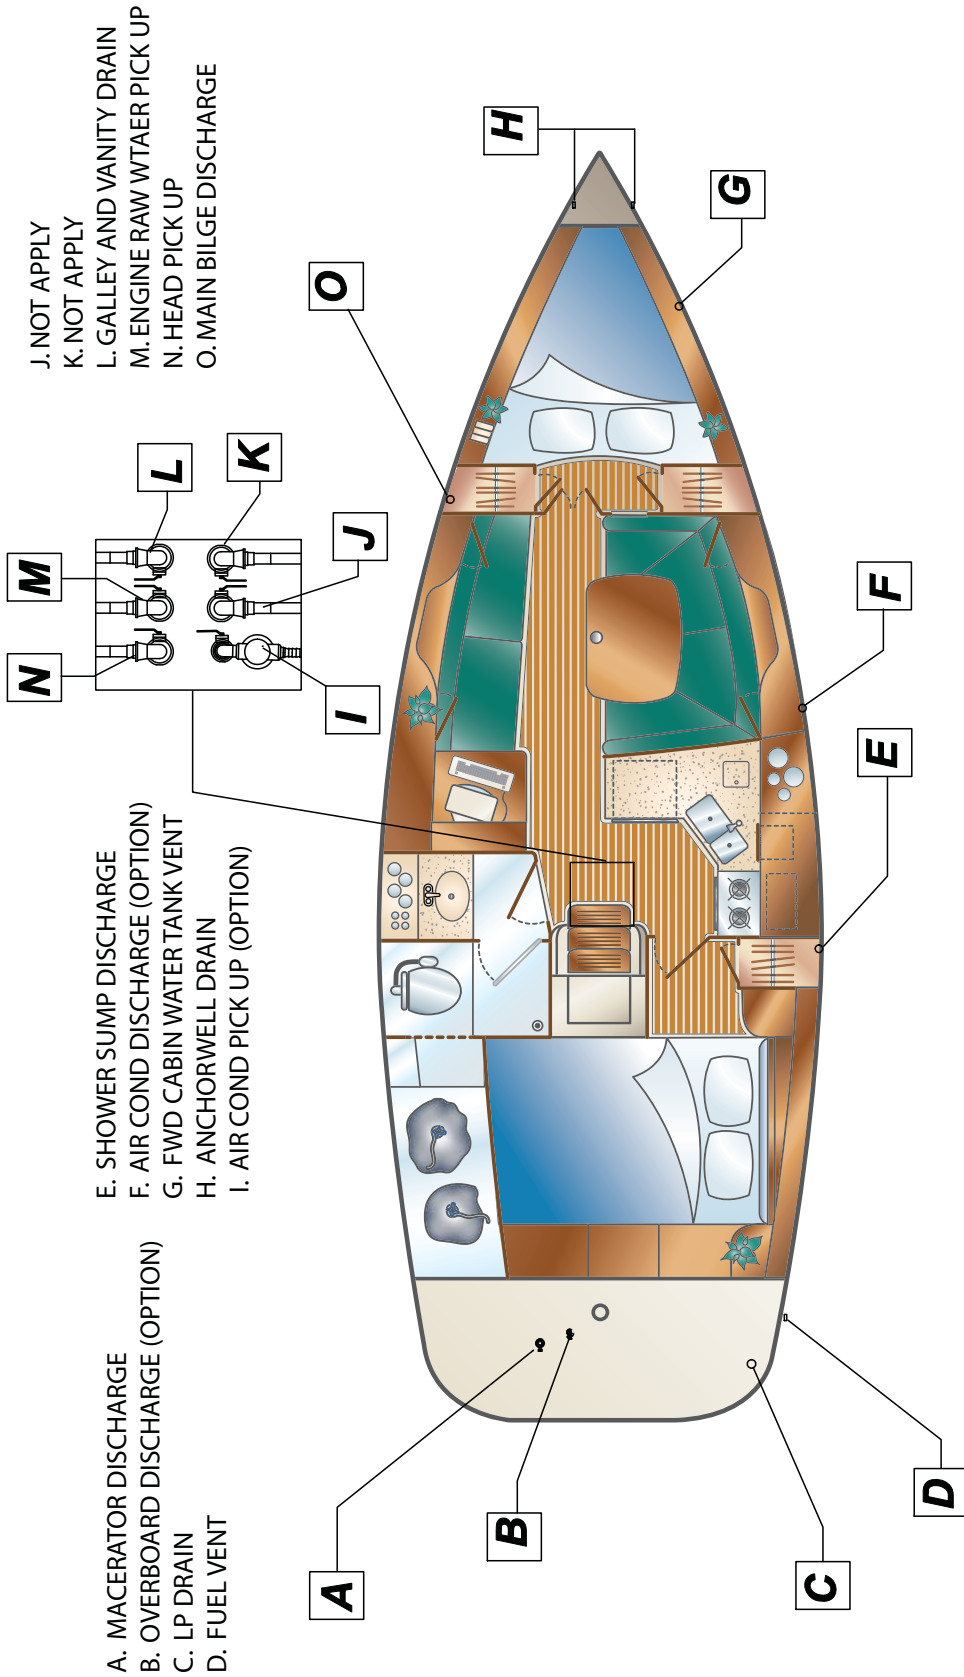 A. MACERATOR DISCHARGE
B. OVERBOARD DISCHARGE (OPTION)
C. LP DRAIN
D. FUEL VENT
E. SHOWER SUMP DISCHARGE
F. AIR COND DISCHARGE (OPTION)
G. FWD CABIN WATER TANK VENT
H. ANCHORWELL DRAIN
I. AIR COND PICK UP (OPTION)
J. NOT APPLY
K. NOT APPLY
L. GALLEY AND VANITY DRAIN
M. ENGINE RAW WTAER PICK UP
N. HEAD PICK UP
O. MAIN BILGE DISCHARGE
A
B
C
D
E
F
G
H
I
J
K
L
M
N
O